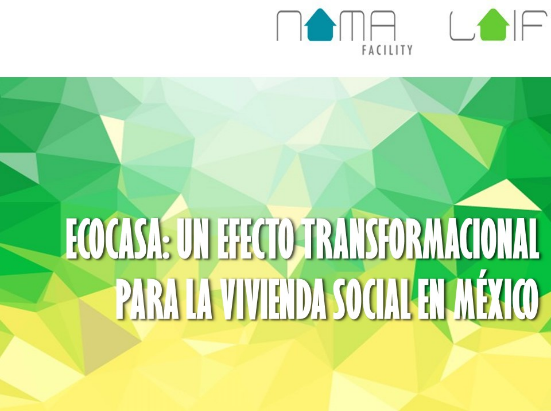 NAMA
FACILITY
LAIF
ECOCASA: UN EFECTO TRANSFORMACIONAL
PARA LA VIVIENDA SOCIAL EN MÉXICO